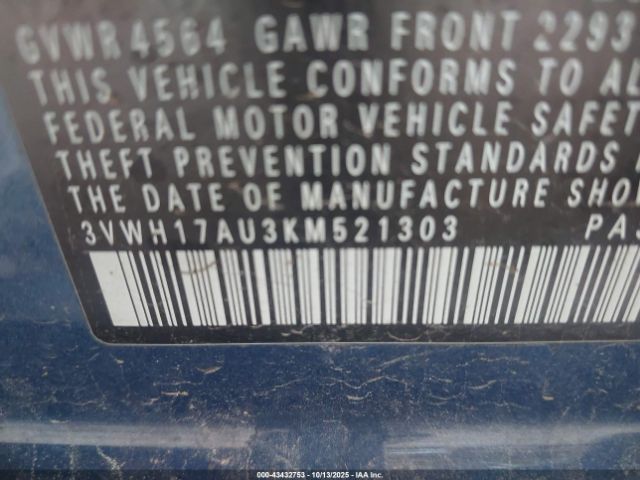 GVWR 4564 GAWR FRONT 2293
THIS VEHICLE CONFORMS TO AL
FEDERAL MOTOR VEHICLE SAFET
THEFT PREVENTION STANDARDS
THE DATE OF MANUFACTURE SHO
3VWH17AU3KM521303 PAS
000-43432753 - 10/13/2025 - IAA Inc.